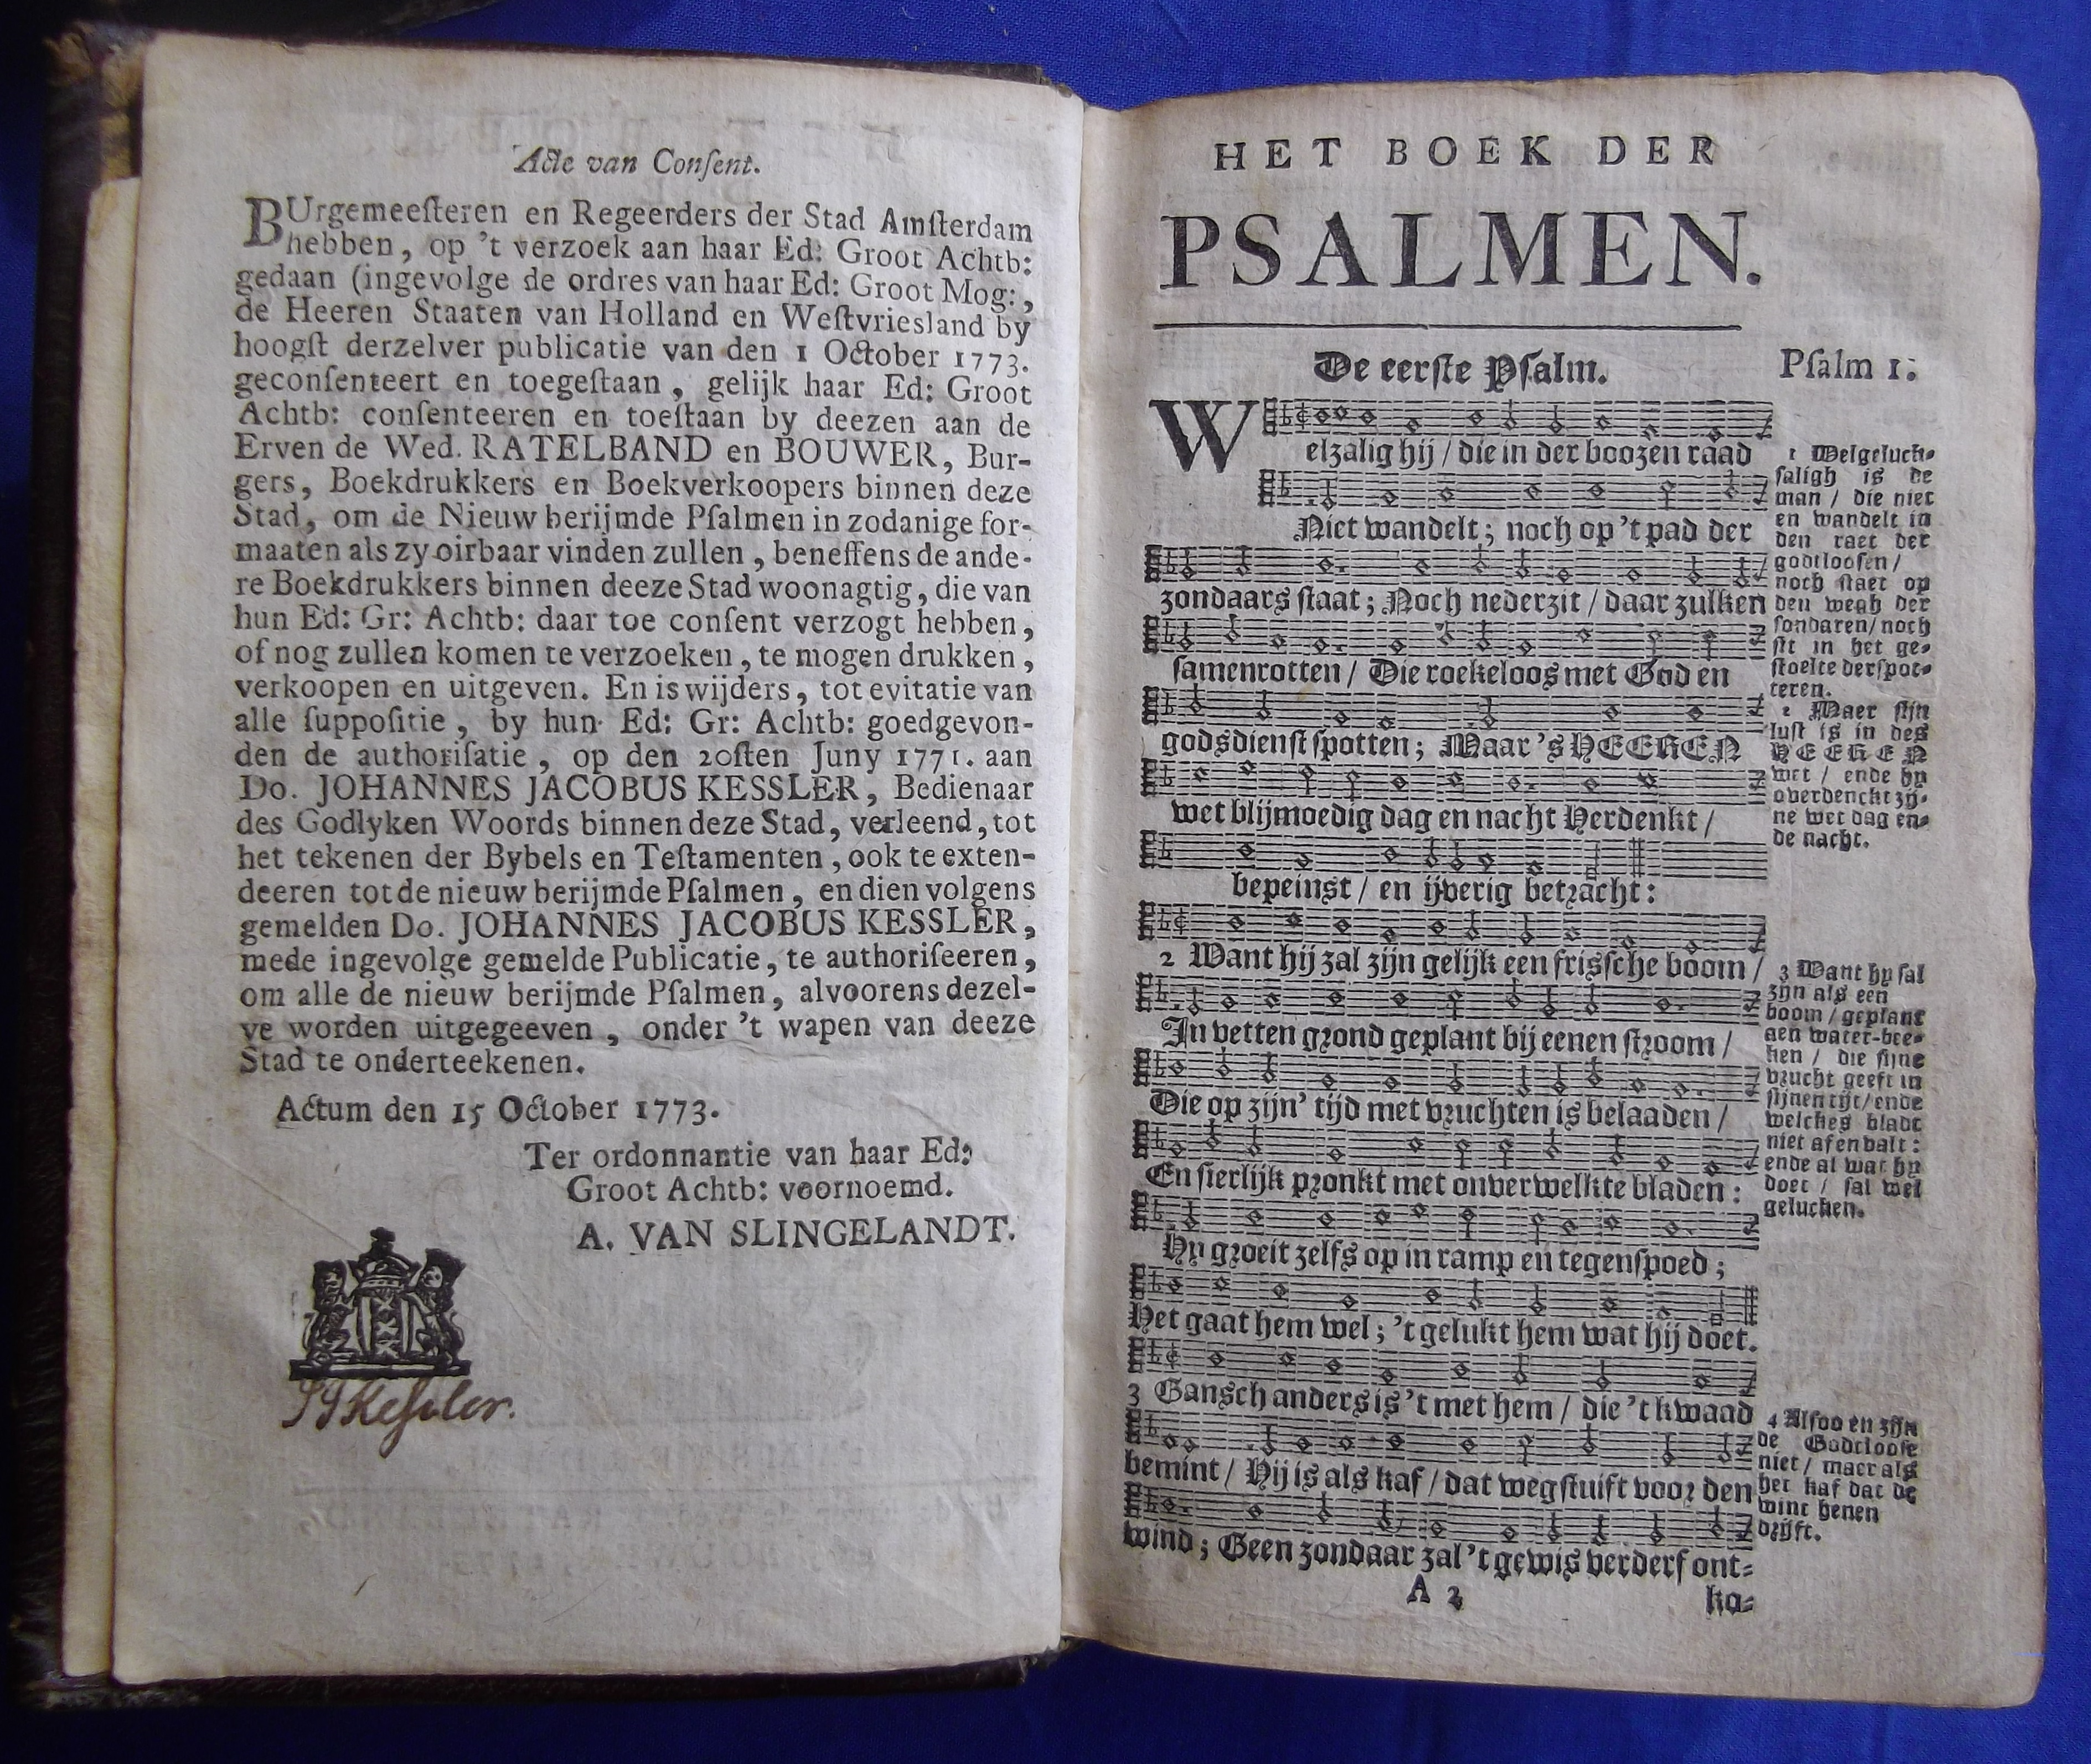 Acte van Conſent.
BUrgemeeſteren en Regeerders der Stad Amſterdam
hebben, op 't verzoek aan haar Ed: Groot Achtb:
gedaan (ingevolge de ordres van haar Ed: Groot Mog:,
de Heeren Staaten van Holland en Weſtvriesland by
hoogſt derzelver publicatie van den 1 October 1773.
geconſenteert en toegeſtaan, gelijk haar Ed: Groot
Achtb: conſenteeren en toeſtaan by deezen aan de
Erven de Wed. RATELBAND en BOUWER, Bur-
gers, Boekdrukkers en Boekverkoopers binnen deze
Stad, om de Nieuw berijmde Pſalmen in zodanige for-
maaten als zy oirbaar vinden zullen, beneffens de ande-
re Boekdrukkers binnen deeze Stad woonagtig, die van
hun Ed: Gr: Achtb: daar toe conſent verzogt hebben,
of nog zullen komen te verzoeken, te mogen drukken,
verkoopen en uitgeven. En is wijders, tot evitatie van
alle ſuppoſitie, by hun Ed: Gr: Achtb: goedgevon-
den de authoriſatie, op den 20ſten Juny 1771. aan
Do. JOHANNES JACOBUS KESSLER, Bedienaar
des Godlyken Woords binnen deze Stad, verleend, tot
het tekenen der Bybels en Teſtamenten, ook te exten-
deeren tot de nieuw berijmde Pſalmen, en dien volgens
gemelden Do. JOHANNES JACOBUS KESSLER,
mede ingevolge gemelde Publicatie, te authoriſeeren,
om alle de nieuw berijmde Pſalmen, alvoorens dezel-
ve worden uitgegeeven, onder 't wapen van deeze
Stad te onderteekenen.
Actum den 15 October 1773.
Ter ordonnantie van haar Ed:
Groot Achtb: voornoemd.
A. VAN SLINGELANDT.
JJKeſsler.
HET BOEK DER
PSALMEN.
De eerſte Pſalm.
Welzalig hij / die in der boozen raad
Niet wandelt; noch op 't pad der
zondaars ſtaat; Noch nederzit / daar zulken
ſamenrotten / Die roekeloos met God en
godsdienſt ſpotten; Maar 's HEEREN
wet blijmoedig dag en nacht Herdenkt /
bepeinst / en ijverig betracht:
2 Want hij zal zijn gelijk een friſſche boom /
In vetten grond geplant bij eenen ſtroom /
Die op zijn' tijd met vruchten is belaaden /
En ſierlijk pronkt met onverwelkte bladen:
Hy groeit zelfs op in ramp en tegenſpoed;
Het gaat hem wel; 't gelukt hem wat hij doet.
3 Gansch anders is 't met hem / die 't kwaad
bemint / Hij is als kaf / dat wegſtuift voor den
wind; Geen zondaar zal 't gewis verderf ont-
A 2
ko-
Pſalm 1.
1 Welgeluck-
ſaligh is de
man / die niet
en wandelt in
den raet der
godtlooſen /
noch ſtaet op
den wegh der
ſondaren / noch
ſit in het ge-
ſtoelte der ſpot-
teren.
2 Maer ſijn
luſt is in des
HEEREN
wet / ende hy
overdenckt zij-
ne wet dag en-
de nacht.
3 Want hy ſal
zijn als een
boom / geplant
aen water-bee-
ken / die ſijne
vrucht geeft in
ſijnen tijt / ende
welckes bladt
niet af en valt:
ende al wat hy
doet / ſal wel
gelucken.
4 Alſoo en zijn
de Godtlooſe
niet / maer als
het kaf dat de
wint henen
drijft.